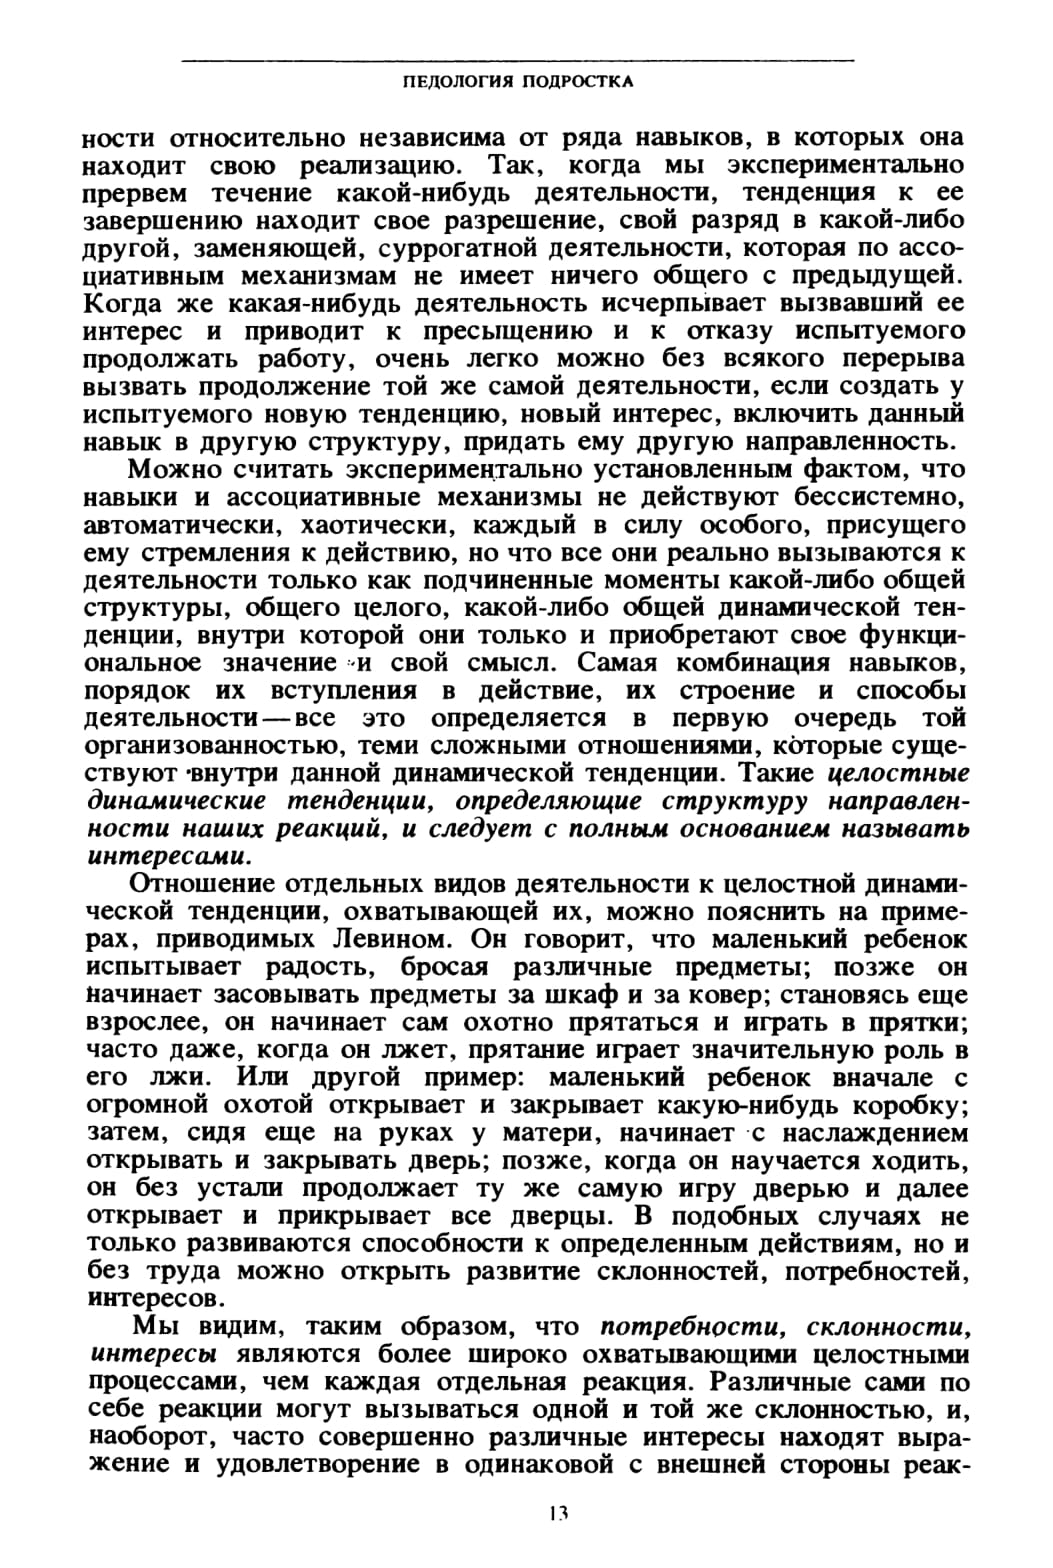 ПЕДОЛОГИЯ ПОДРОСТКА
ности относительно независима от ряда навыков, в которых она
находит свою реализацию. Так, когда мы экспериментально
прервем течение какой-нибудь деятельности, тенденция к ее
завершению находит свое разрешение, свой разряд в какой-либо
другой, заменяющей, суррогатной деятельности, которая по ассо-
циативным механизмам не имеет ничего общего с предыдущей.
Когда же какая-нибудь деятельность исчерпывает вызвавший ее
интерес и приводит к пресыщению и к отказу испытуемого
продолжать работу, очень легко можно без всякого перерыва
вызвать продолжение той же самой деятельности, если создать у
испытуемого новую тенденцию, новый интерес, включить данный
навык в другую структуру, придать ему другую направленность.
Можно считать экспериментально установленным фактом, что
навыки и ассоциативные механизмы не действуют бессистемно,
автоматически, хаотически, каждый в силу особого, присущего
ему стремления к действию, но что все они реально вызываются к
деятельности только как подчиненные моменты какой-либо общей
структуры, общего целого, какой-либо общей динамической тен-
денции, внутри которой они только и приобретают свое функци-
ональное значение и свой смысл. Самая комбинация навыков,
порядок их вступления в действие, их строение и способы
деятельности—все это определяется в первую очередь той
организованностью, теми сложными отношениями, которые суще-
ствуют внутри данной динамической тенденции. Такие целостные
динамические тенденции, определяющие структуру направлен-
ности наших реакций, и следует с полным основанием называть
интересами.
Отношение отдельных видов деятельности к целостной динами-
ческой тенденции, охватывающей их, можно пояснить на приме-
рах, приводимых Левином. Он говорит, что маленький ребенок
испытывает радость, бросая различные предметы; позже он
начинает засовывать предметы за шкаф и за ковер; становясь еще
взрослее, он начинает сам охотно прятаться и играть в прятки;
часто даже, когда он лжет, прятание играет значительную роль в
его лжи. Или другой пример: маленький ребенок вначале с
огромной охотой открывает и закрывает какую-нибудь коробку;
затем, сидя еще на руках у матери, начинает с наслаждением
открывать и закрывать дверь; позже, когда он научается ходить,
он без устали продолжает ту же самую игру дверью и далее
открывает и прикрывает все дверцы. В подобных случаях не
только развиваются способности к определенным действиям, но и
без труда можно открыть развитие склонностей, потребностей,
интересов.
Мы видим, таким образом, что потребности, склонности,
интересы являются более широко охватывающими целостными
процессами, чем каждая отдельная реакция. Различные сами по
себе реакции могут вызываться одной и той же склонностью, и,
наоборот, часто совершенно различные интересы находят выра-
жение и удовлетворение в одинаковой с внешней стороны реак-
13